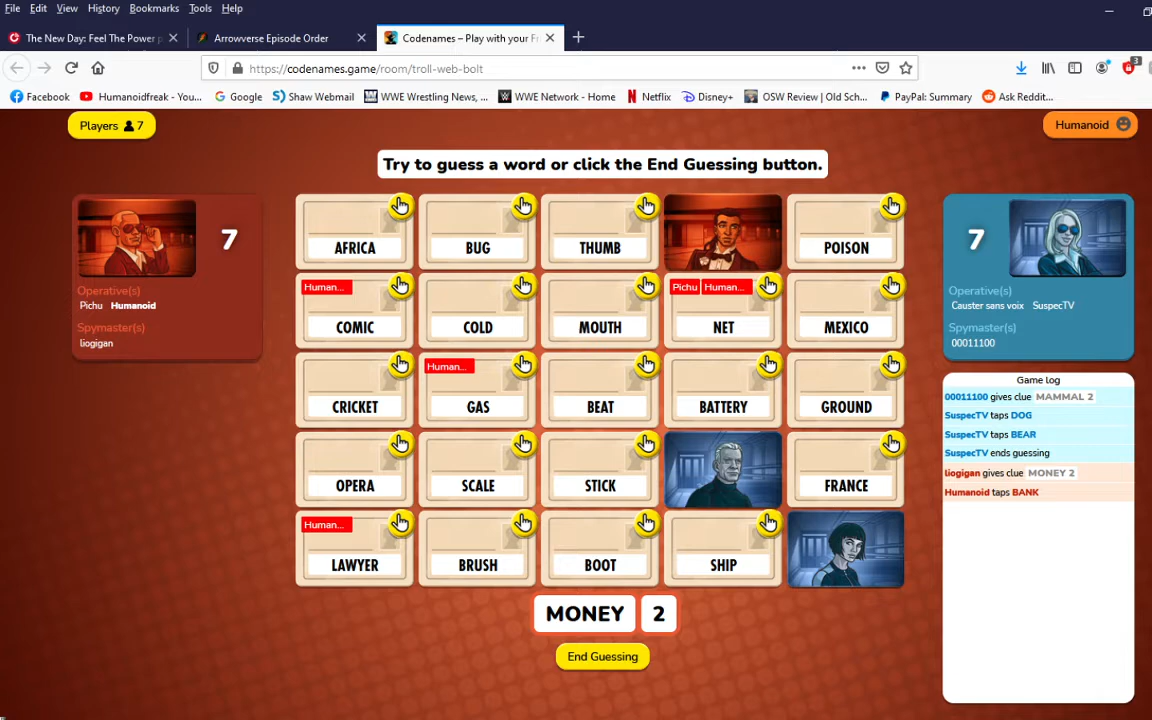 File Edit View History Bookmarks Tools Help
The New Day: Feel The Power p
Arrowverse Episode Order
Codenames – Play with your Fr
https://codenames.game/room/troll-web-bolt
3
Facebook
Humanoidfreak - You...
Google
Shaw Webmail
WWE Wrestling News, ...
WWE Network - Home
Netflix
Disney+
OSW Review | Old Sch...
PayPal: Summary
Ask Reddit...
Players 7
Humanoid
Try to guess a word or click the End Guessing button.
7
Operative(s)
Pichu Humanoid
Spymaster(s)
liogigan
AFRICA
BUG
THUMB
POISON
Human...
COMIC
COLD
MOUTH
Pichu Human...
NET
MEXICO
CRICKET
Human...
GAS
BEAT
BATTERY
GROUND
OPERA
SCALE
STICK
FRANCE
Human...
LAWYER
BRUSH
BOOT
SHIP
MONEY 2
End Guessing
7
Operative(s)
Causter sans voix SuspecTV
Spymaster(s)
00011100
Game log
00011100 gives clue MAMMAL 2
SuspecTV taps DOG
SuspecTV taps BEAR
SuspecTV ends guessing
liogigan gives clue MONEY 2
Humanoid taps BANK